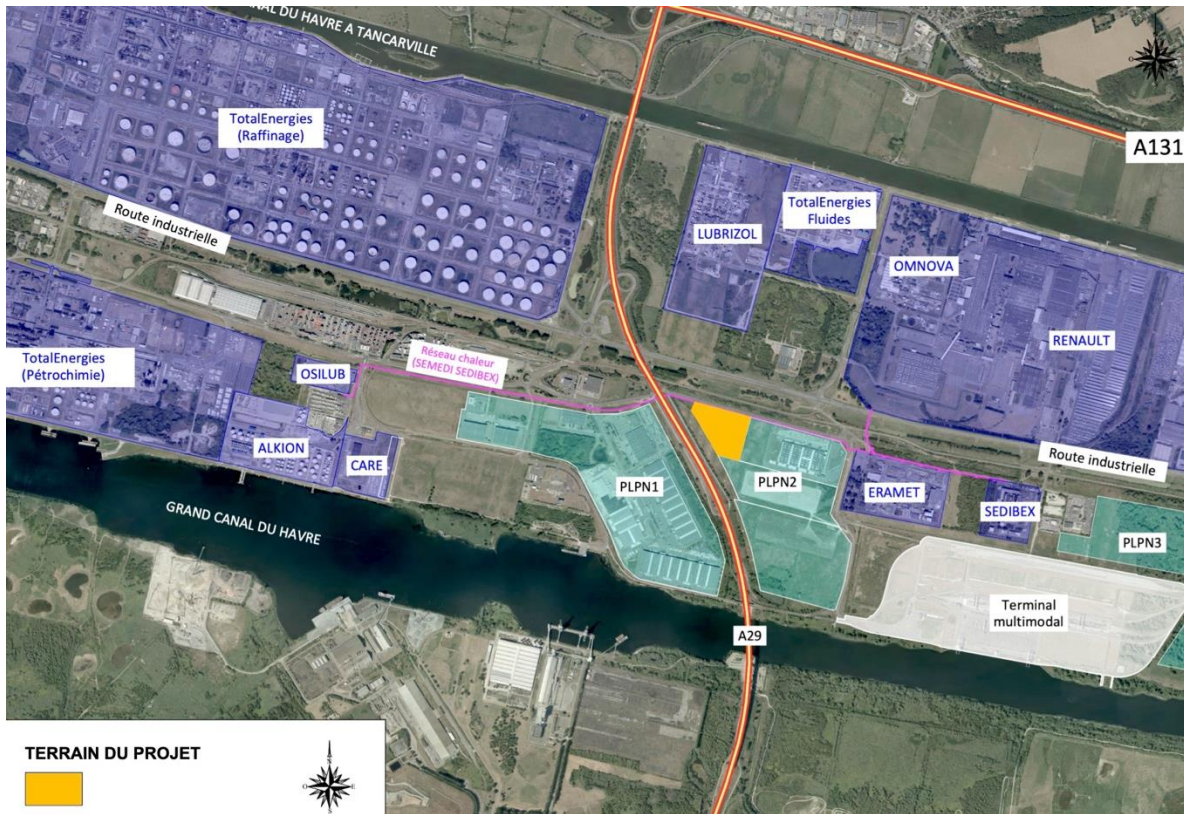 CANAL DU HAVRE A TANCARVILLE
A131
TotalEnergies
(Raffinage)
Route industrielle
LUBRIZOL
TotalEnergies
Fluides
OMNOVA
RENAULT
TotalEnergies
(Pétrochimie)
OSILUB
Réseau chaleur
(SEMEDI SEDIBEX)
ALKION
CARE
PLPN1
PLPN2
ERAMET
SEDIBEX
Route industrielle
PLPN3
GRAND CANAL DU HAVRE
Terminal
multimodal
A29
TERRAIN DU PROJET
N
O
E
S